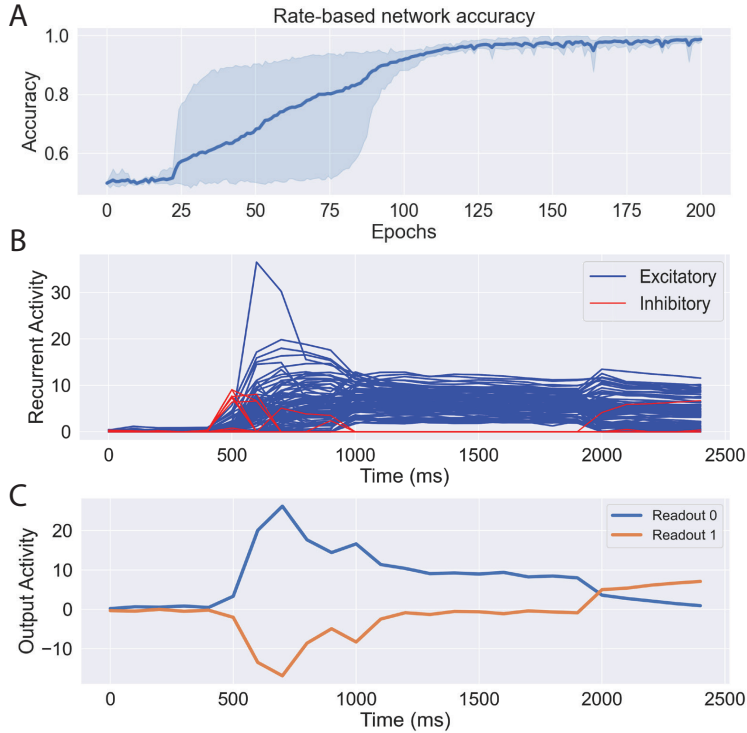 A
Rate-based network accuracy
Accuracy
1.0
0.8
0.6
0 25 50 75 100 125 150 175 200
Epochs
B
Recurrent Activity
30
20
10
0
Excitatory
Inhibitory
0 500 1000 1500 2000 2500
Time (ms)
C
Output Activity
20
10
0
−10
Readout 0
Readout 1
0 500 1000 1500 2000 2500
Time (ms)